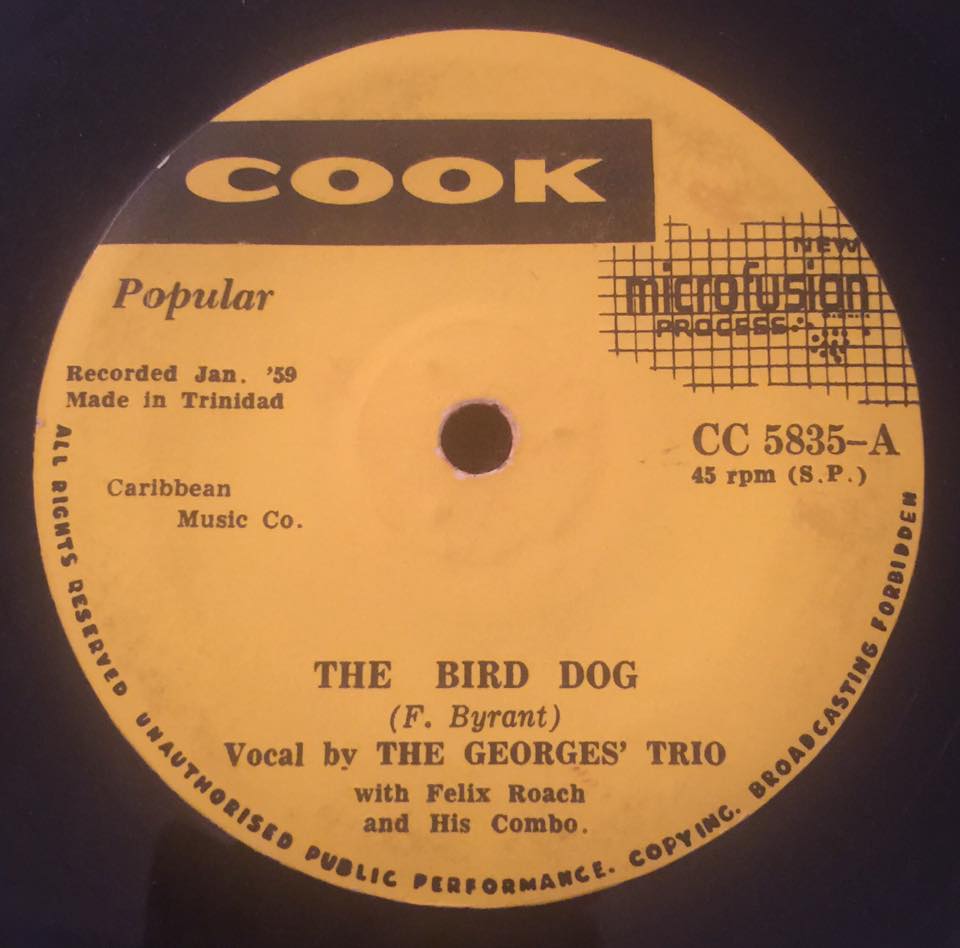 COOK
NEW
microfusion
PROCESS
Popular
Recorded Jan. '59
Made in Trinidad
CC 5835-A
45 rpm (S.P.)
Caribbean
Music Co.
THE BIRD DOG
(F. Byrant)
Vocal by THE GEORGES' TRIO
with Felix Roach
and His Combo.
ALL RIGHTS RESERVED UNAUTHORISED PUBLIC PERFORMANCE. COPYING. BROADCASTING FORBIDDEN